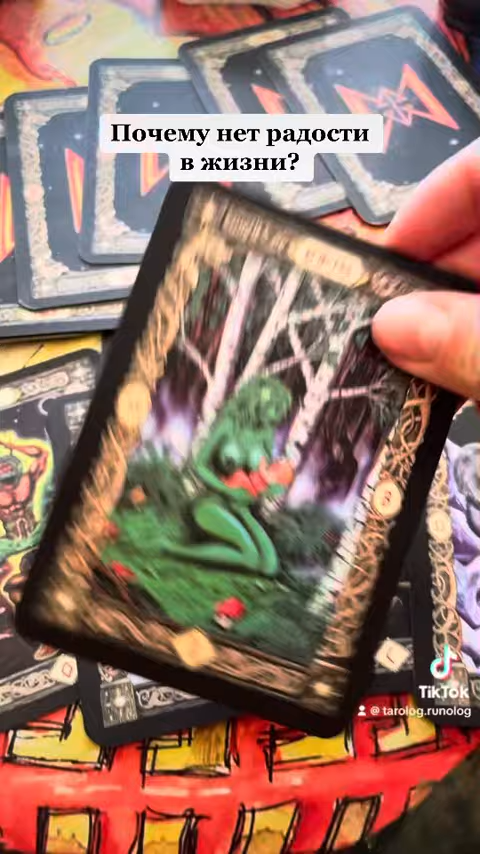 Почему нет радости
в жизни?
TikTok
@ tarolog.runolog